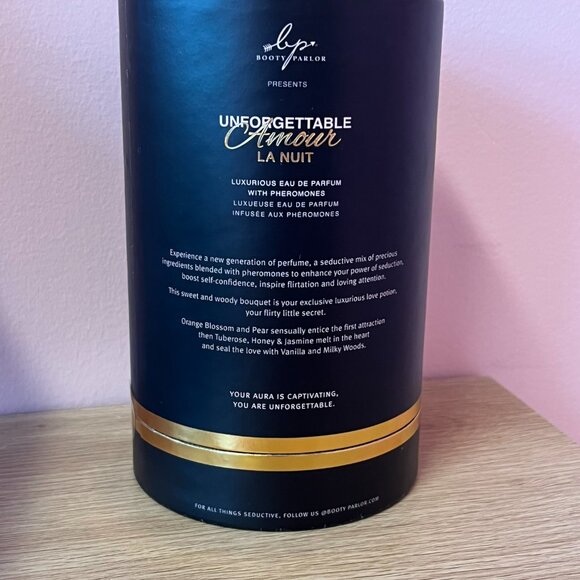 bp
BOOTY PARLOR
PRESENTS
UNFORGETTABLE
Amour
LA NUIT
LUXURIOUS EAU DE PARFUM
WITH PHEROMONES
LUXUEUSE EAU DE PARFUM
INFUSÉE AUX PHÉROMONES
Experience a new generation of perfume, a seductive mix of precious
ingredients blended with pheromones to enhance your power of seduction,
boost self-confidence, inspire flirtation and loving attention.
This sweet and woody bouquet is your exclusive luxurious love potion,
your flirty little secret.
Orange Blossom and Pear sensually entice the first attraction
then Tuberose, Honey & Jasmine melt in the heart
and seal the love with Vanilla and Milky Woods.
YOUR AURA IS CAPTIVATING,
YOU ARE UNFORGETTABLE.
FOR ALL THINGS SEDUCTIVE, FOLLOW US @BOOTY PARLOR.COM